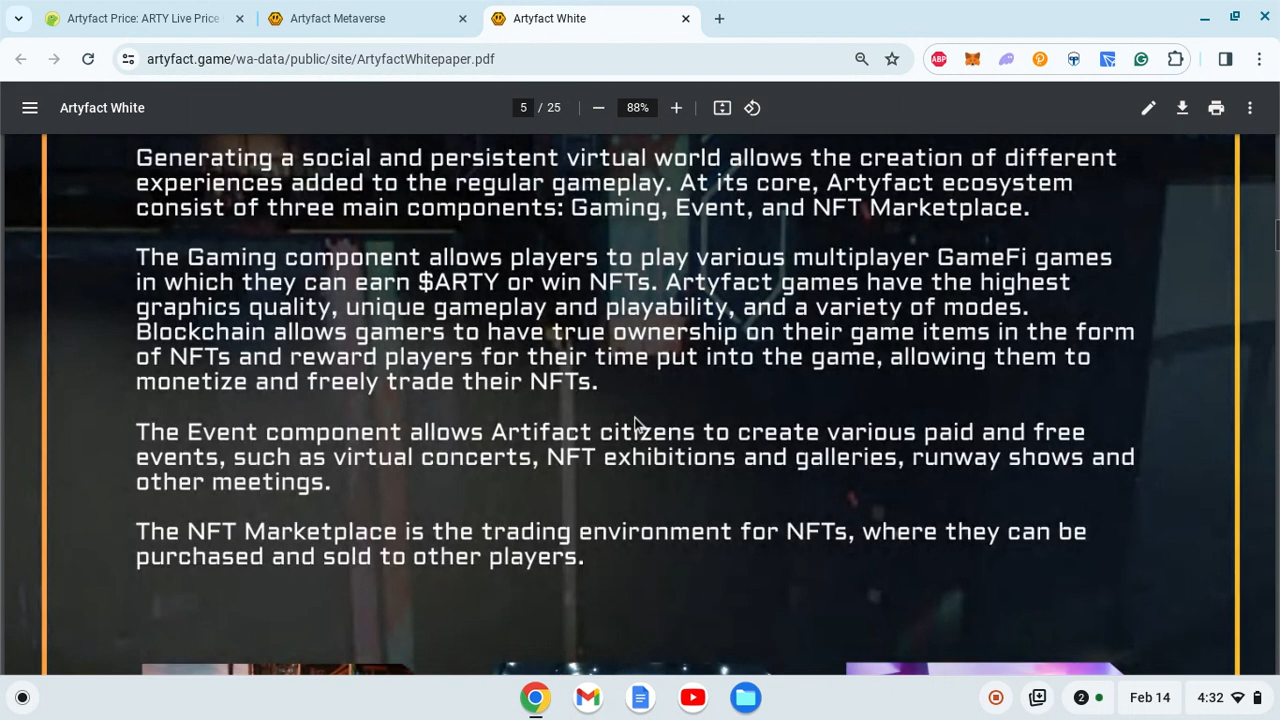 Artyfact Price: ARTY Live Price
Artyfact Metaverse
Artyfact White
artyfact.game/ua-data/public/site/ArtyfactWhitepaper.pdf
ABP
Artyfact White
5 / 25
88%
Generating a social and persistent virtual world allows the creation of different
experiences added to the regular gameplay. At its core, Artyfact ecosystem
consist of three main components: Gaming, Event, and NFT Marketplace.
The Gaming component allows players to play various multiplayer GameFi games
in which they can earn $ARTY or win NFTs. Artyfact games have the highest
graphics quality, unique gameplay and playability, and a variety of modes.
Blockchain allows gamers to have true ownership on their game items in the form
of NFTs and reward players for their time put into the game, allowing them to
monetize and freely trade their NFTs.
The Event component allows Artifact citizens to create various paid and free
events, such as virtual concerts, NFT exhibitions and galleries, runway shows and
other meetings.
The NFT Marketplace is the trading environment for NFTs, where they can be
purchased and sold to other players.
2
Feb 14
4:32